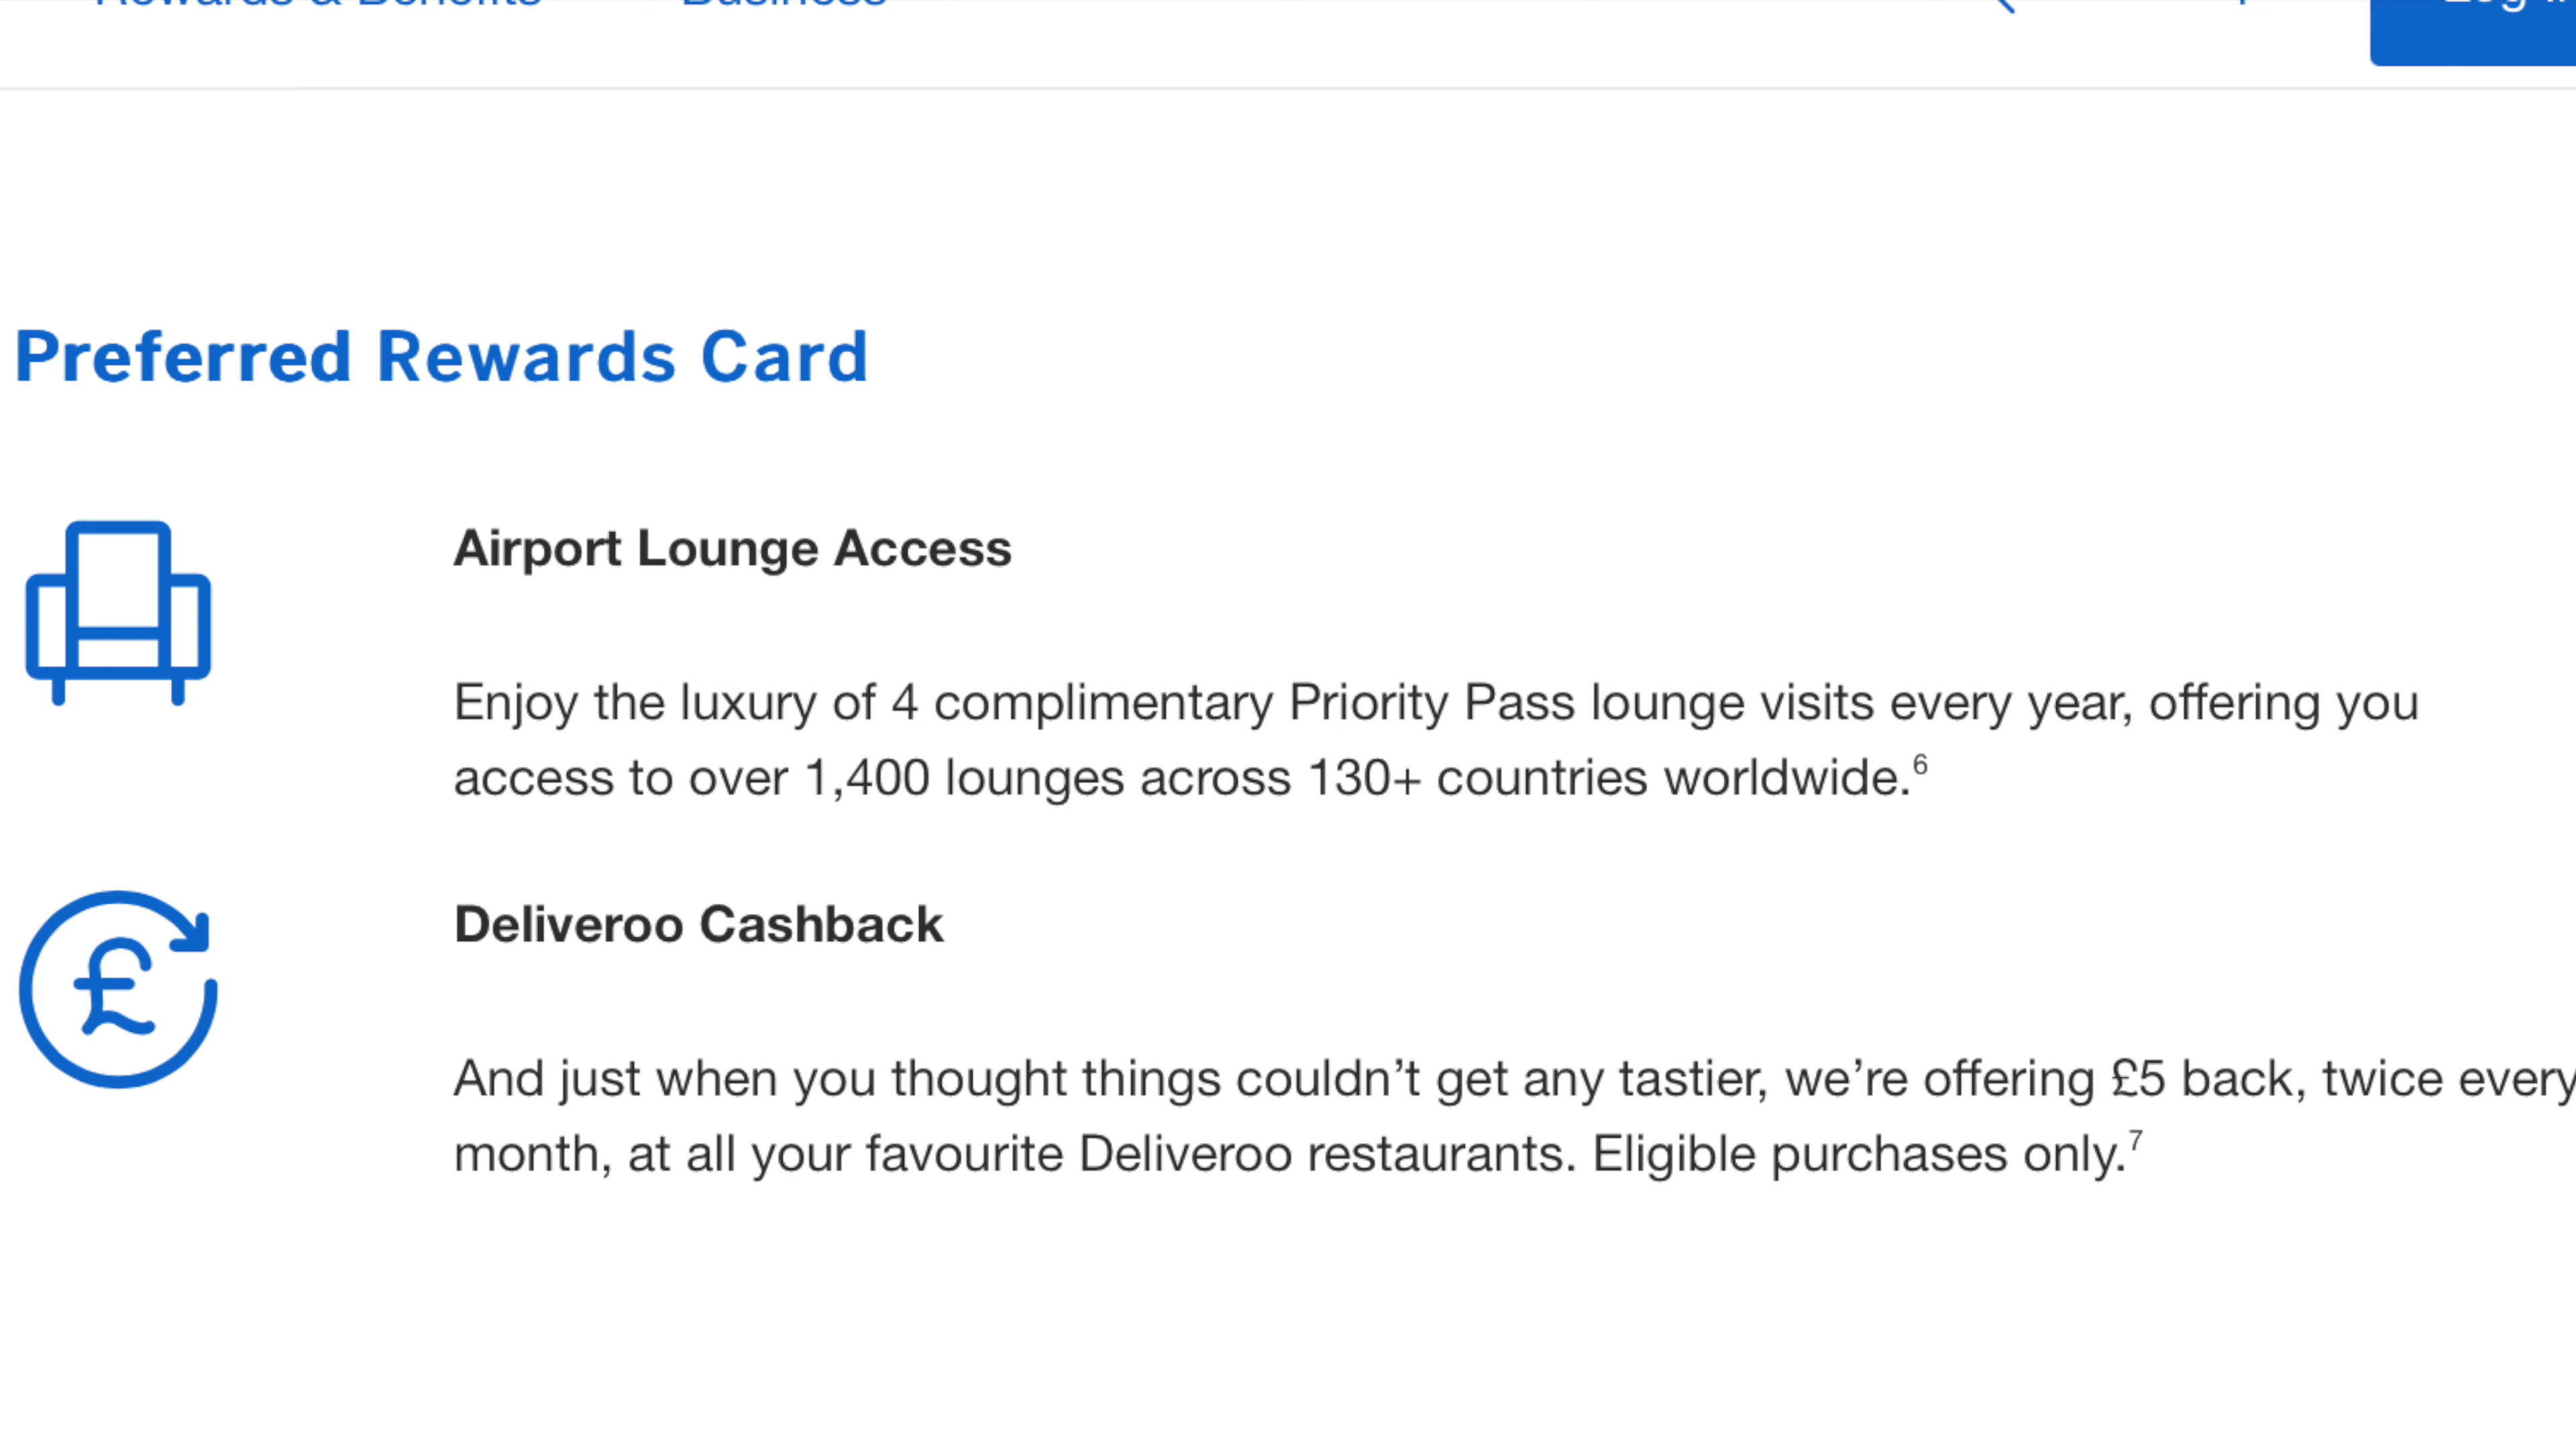 Rewards & Benefits Business
Preferred Rewards Card
Airport Lounge Access
Enjoy the luxury of 4 complimentary Priority Pass lounge visits every year, offering you
access to over 1,400 lounges across 130+ countries worldwide.6
Deliveroo Cashback
And just when you thought things couldn’t get any tastier, we’re offering £5 back, twice every
month, at all your favourite Deliveroo restaurants. Eligible purchases only.7